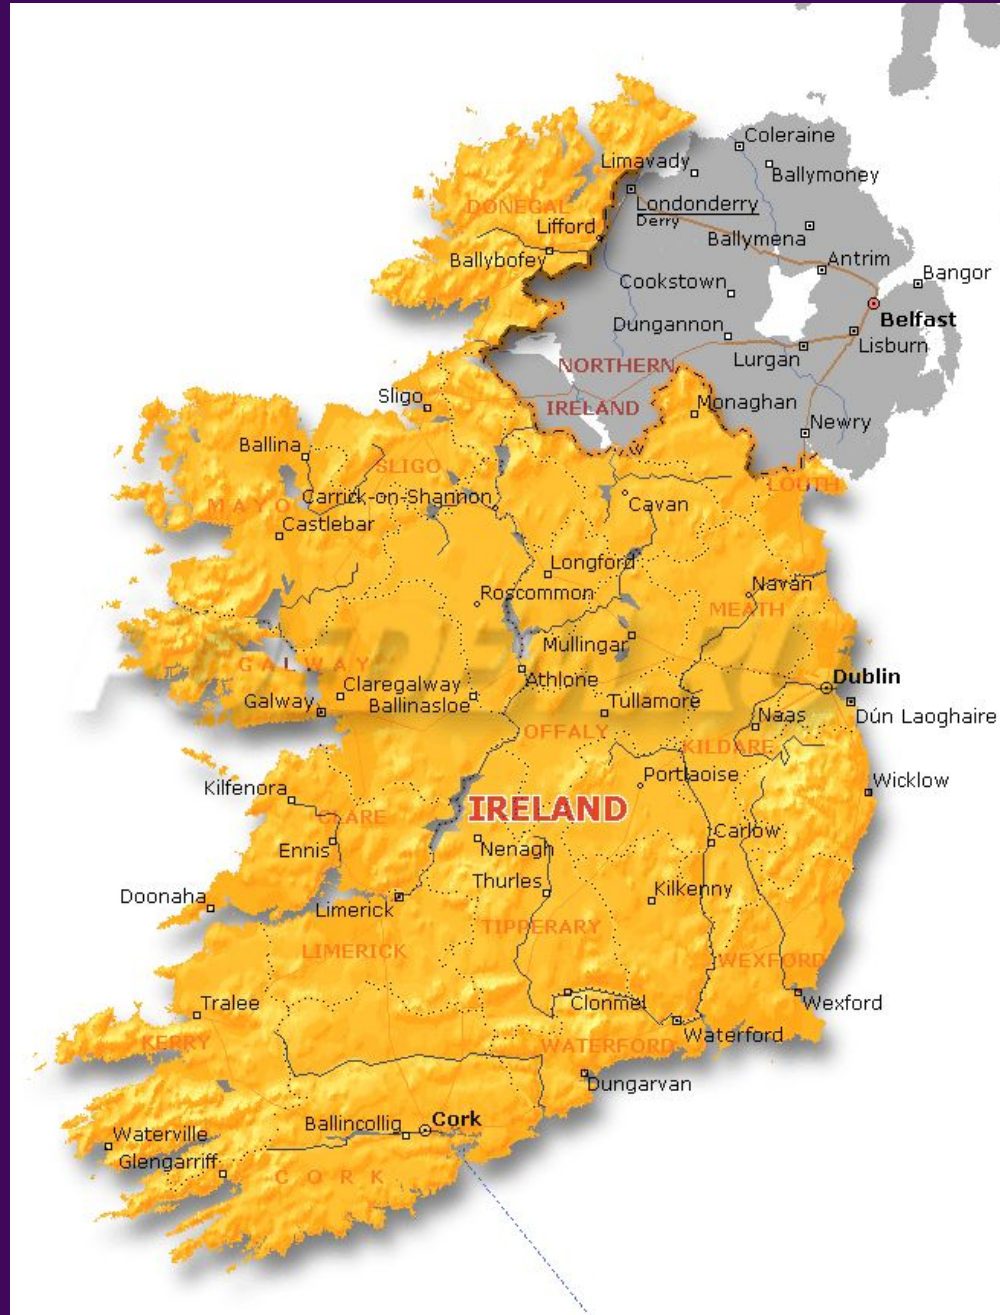 Coleraine
Limavady
Ballymoney
DONEGAL
Londonderry
Derry
Lifford
Ballymena
Ballybofey
Antrim
Bangor
Cookstown
Belfast
Dungannon
Lisburn
Lurgan
NORTHERN
IRELAND
Sligo
Monaghan
Newry
Ballina
SLIGO
LOUTH
Carrick-on-Shannon
MAYO
Cavan
Castlebar
Longford
Navan
Roscommon
MEATH
Mullingar
GALWAY
Athlone
Dublin
Claregalway
Galway
Ballinasloe
Tullamore
Naas
Dún Laoghaire
OFFALY
KILDARE
Portlaoise
Wicklow
Kilfenora
IRELAND
CLARE
Carlow
Ennis
Nenagh
Thurles
Kilkenny
Doonaha
Limerick
TIPPERARY
LIMERICK
WEXFORD
Tralee
Clonmel
Wexford
Waterford
KERRY
WATERFORD
Dungarvan
Ballincollig
Cork
Waterville
Glengarriff
CORK